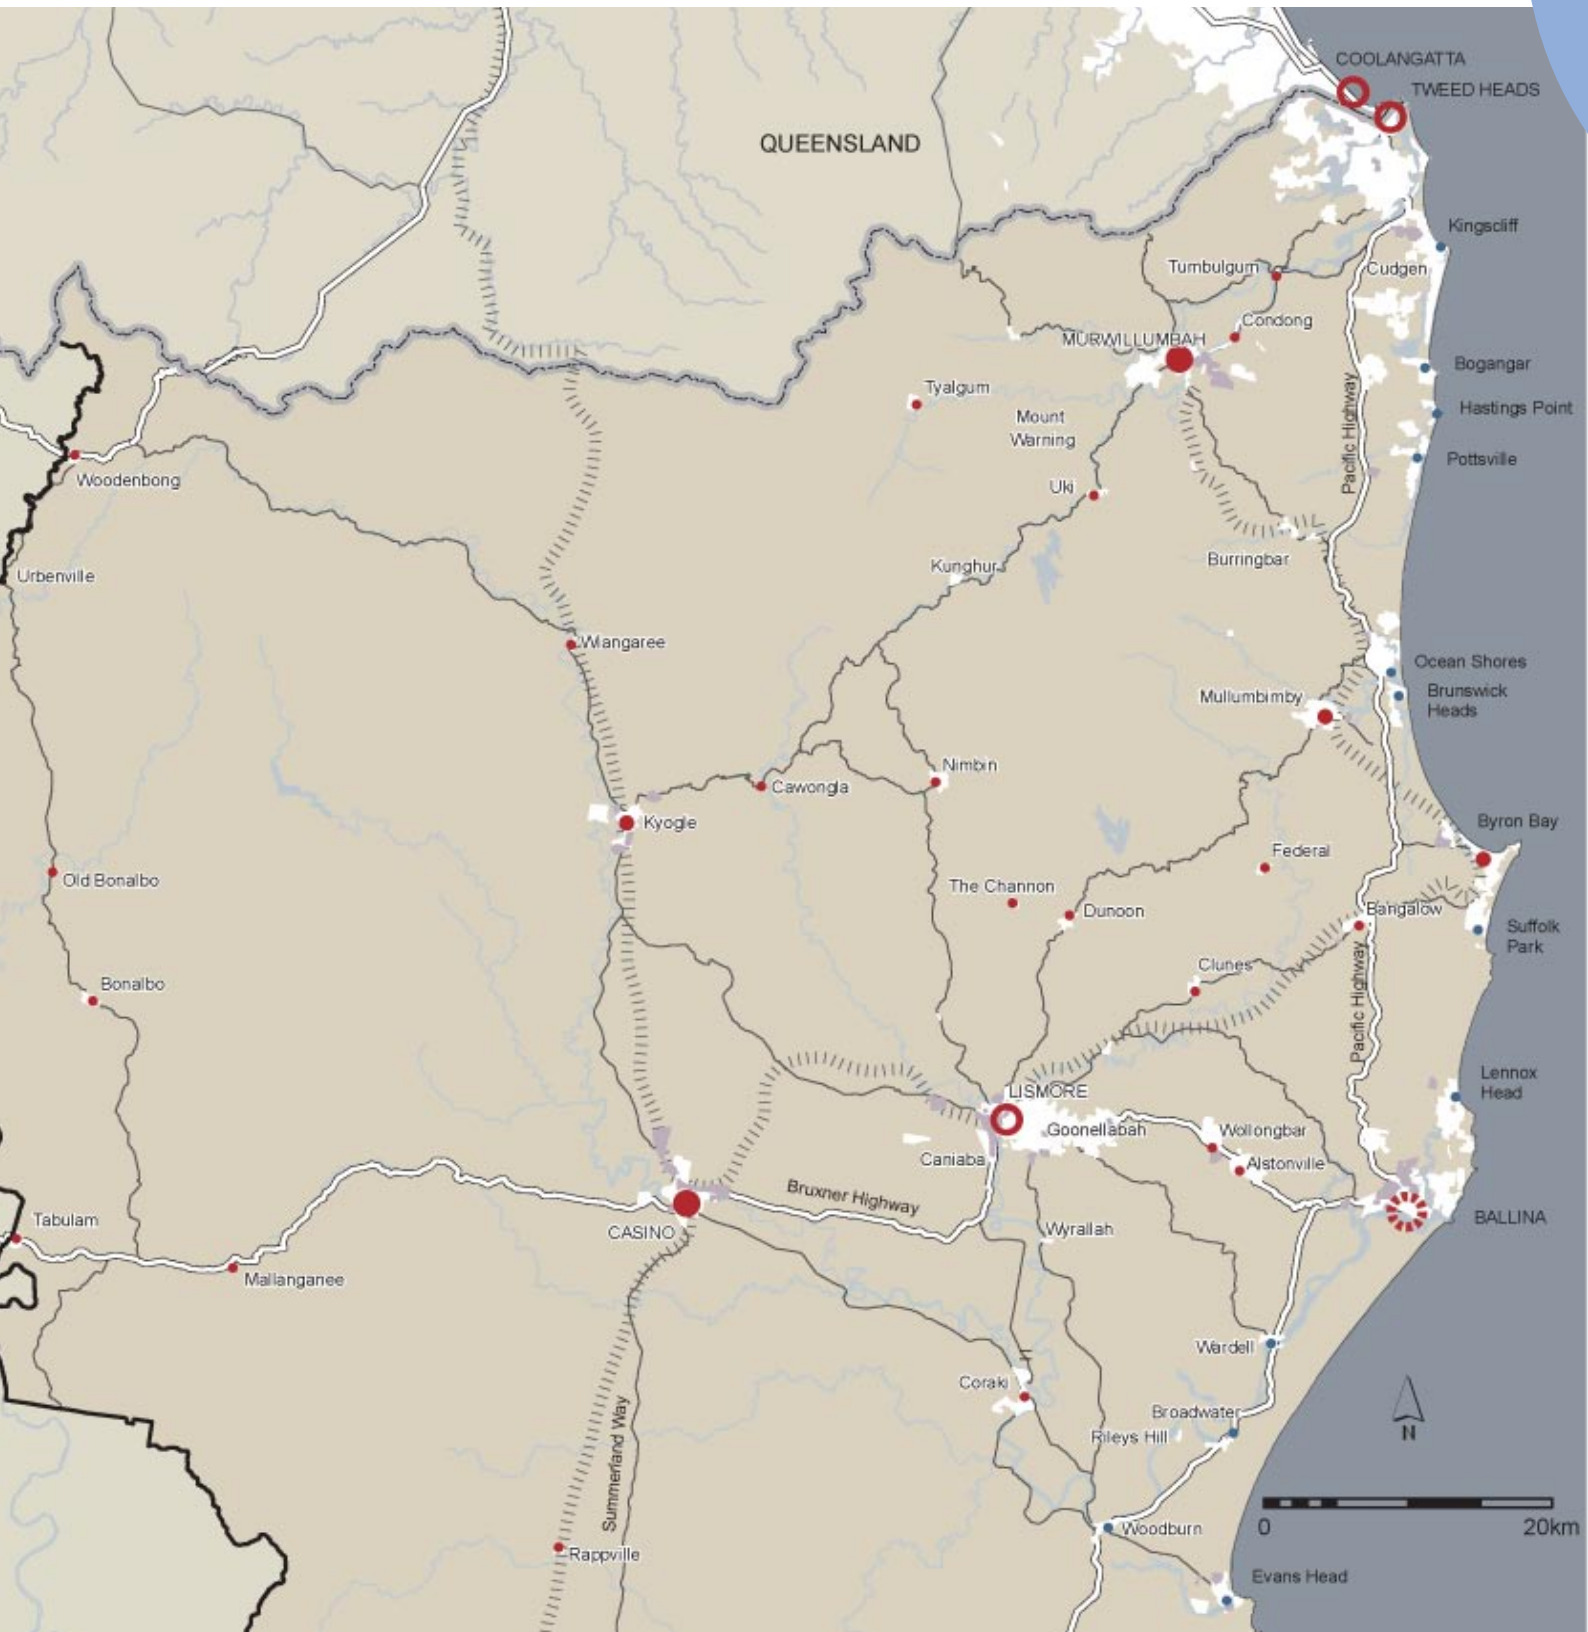 COOLANGATTA
TWEED HEADS
QUEENSLAND
Kingscliff
Tumbulgum
Cudgen
Condong
MURWILLUMBAH
Bogangar
Tyalgum
Hastings Point
Mount
Warning
Pacific Highway
Pottsville
Woodenbong
Uki
Burringbar
Kunghur
Urbenville
Wiangaree
Ocean Shores
Mullumbimby
Brunswick
Heads
Nimbin
Cawongla
Kyogle
Byron Bay
Federal
Old Bonalbo
The Channon
Dunoon
Bangalow
Suffolk
Park
Clunes
Bonalbo
Pacific Highway
Lennox
Head
LISMORE
Goonellabah
Wollongbar
Caniaba
Alstonville
Bruxner Highway
BALLINA
Tabulam
CASINO
Wyrallah
Mallanganee
Wardell
Coraki
Broadwater
Rileys Hill
N
Summerland Way
Woodburn
0
20km
Rappville
Evans Head